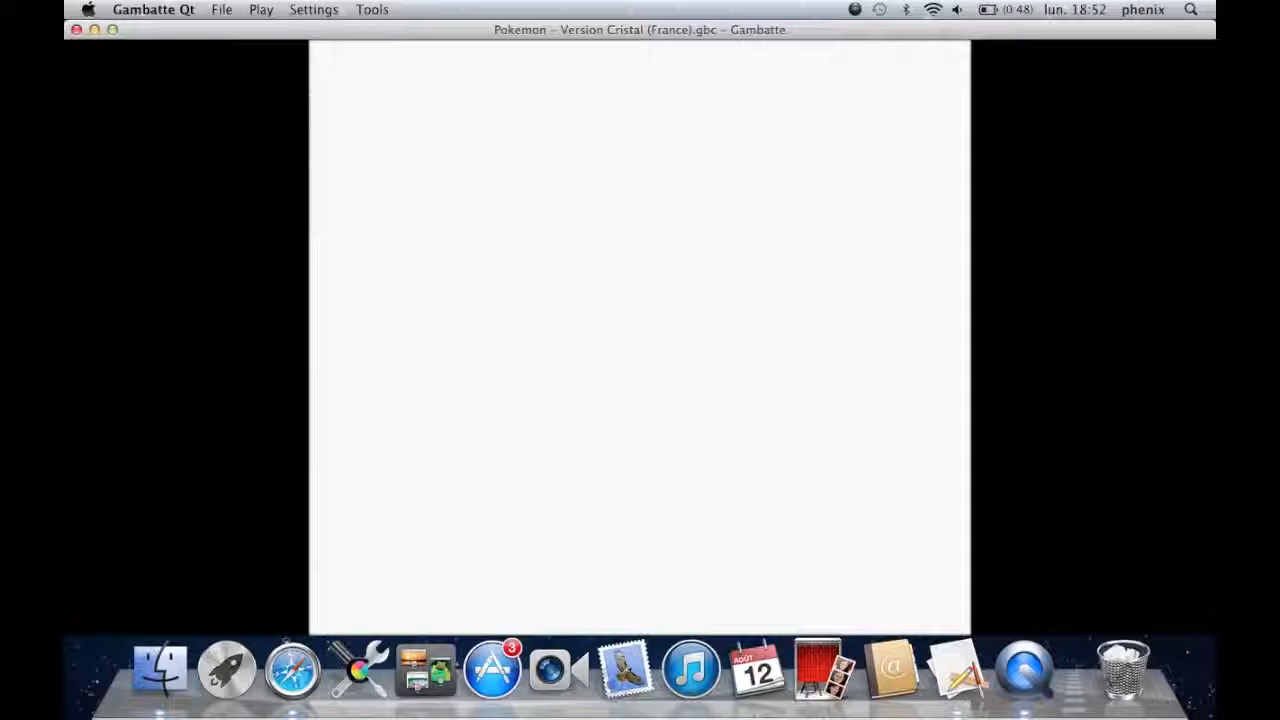 Gambatte Qt File Play Settings Tools (0:48) lun. 18:52 phenix
Pokemon – Version Cristal (France).gbc – Gambatte
3
AOÛT
12
@